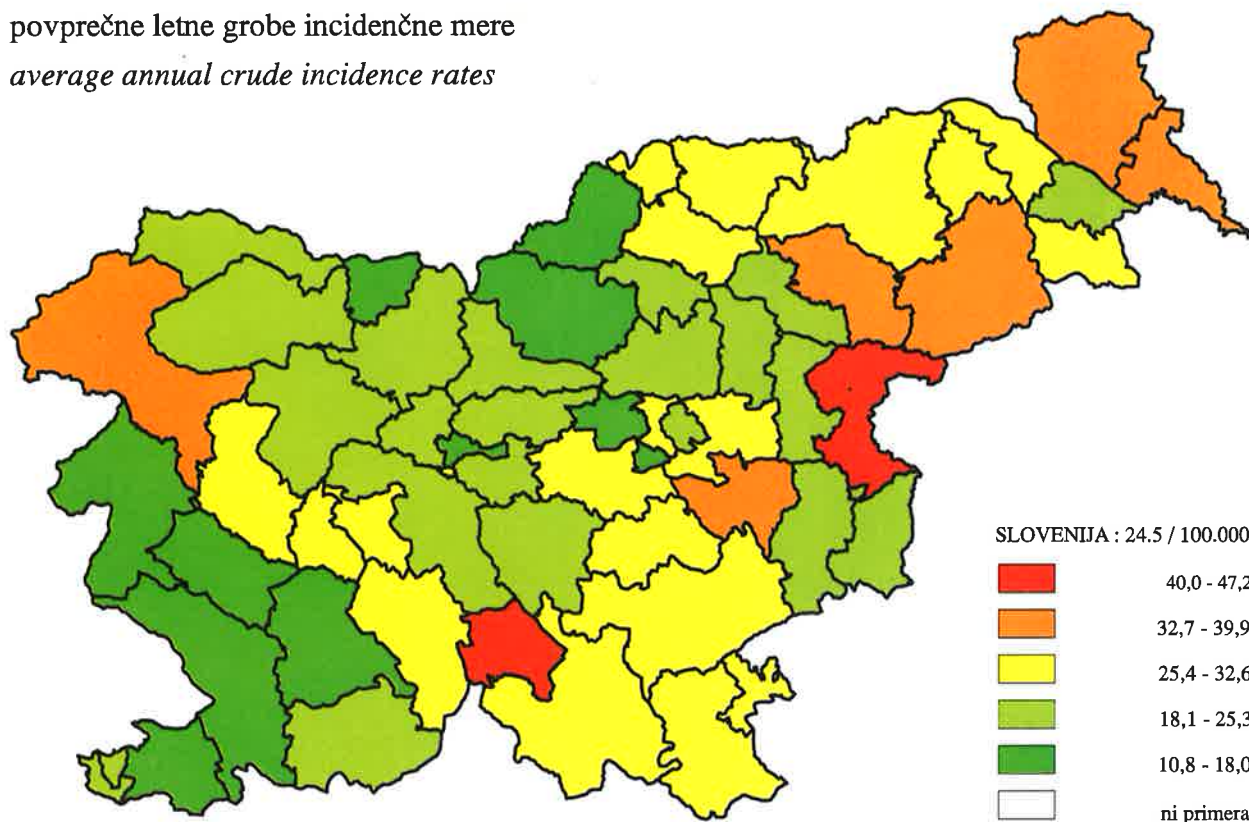 povprečne letne grobe incidenčne mere
average annual crude incidence rates
SLOVENIJA : 24.5 / 100.000
40,0 - 47,2
32,7 - 39,9
25,4 - 32,6
18,1 - 25,3
10,8 - 18,0
ni primera